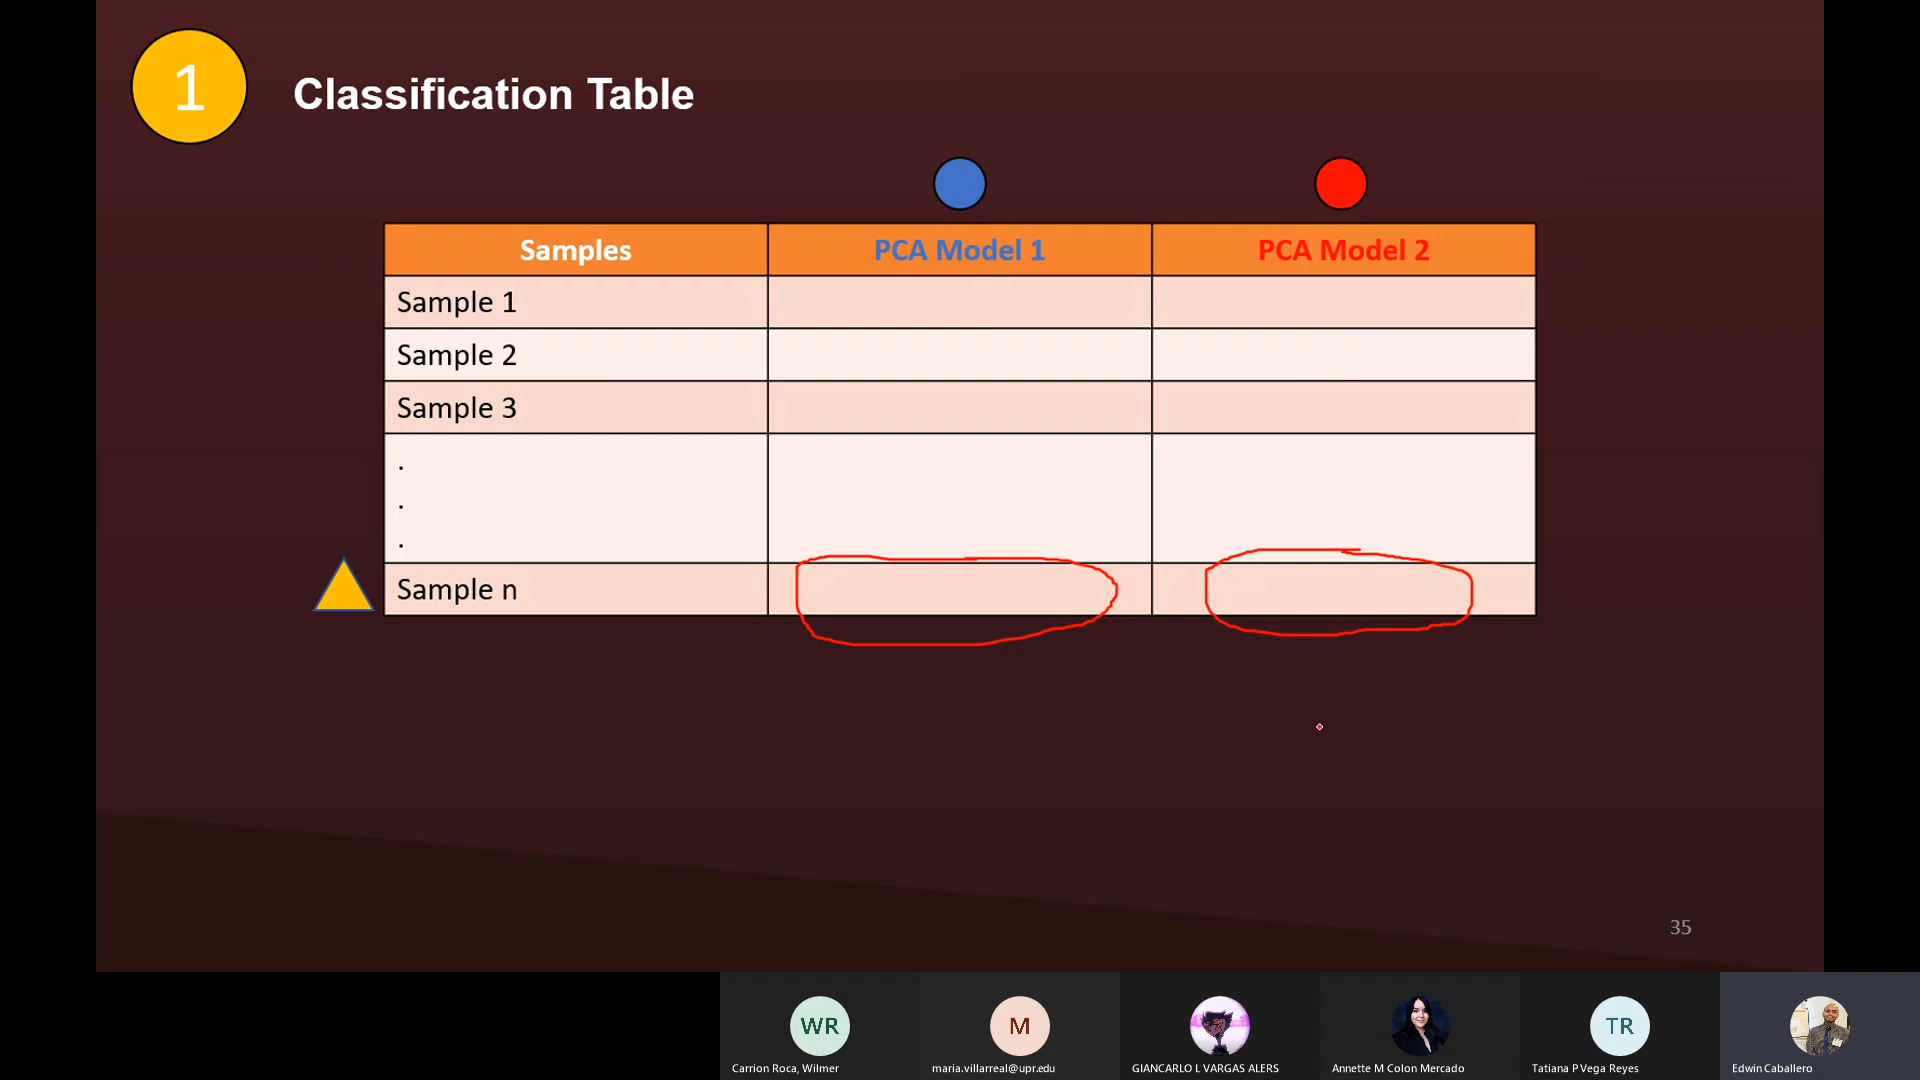 1
Classification Table
Samples PCA Model 1 PCA Model 2
Sample 1
Sample 2
Sample 3
.
.
.
Sample n
35
WR M TR
Carrion Roca, Wilmer maria.villarreal@upr.edu GIANCARLO L VARGAS ALERS Annette M Colon Mercado Tatiana P Vega Reyes Edwin Caballero